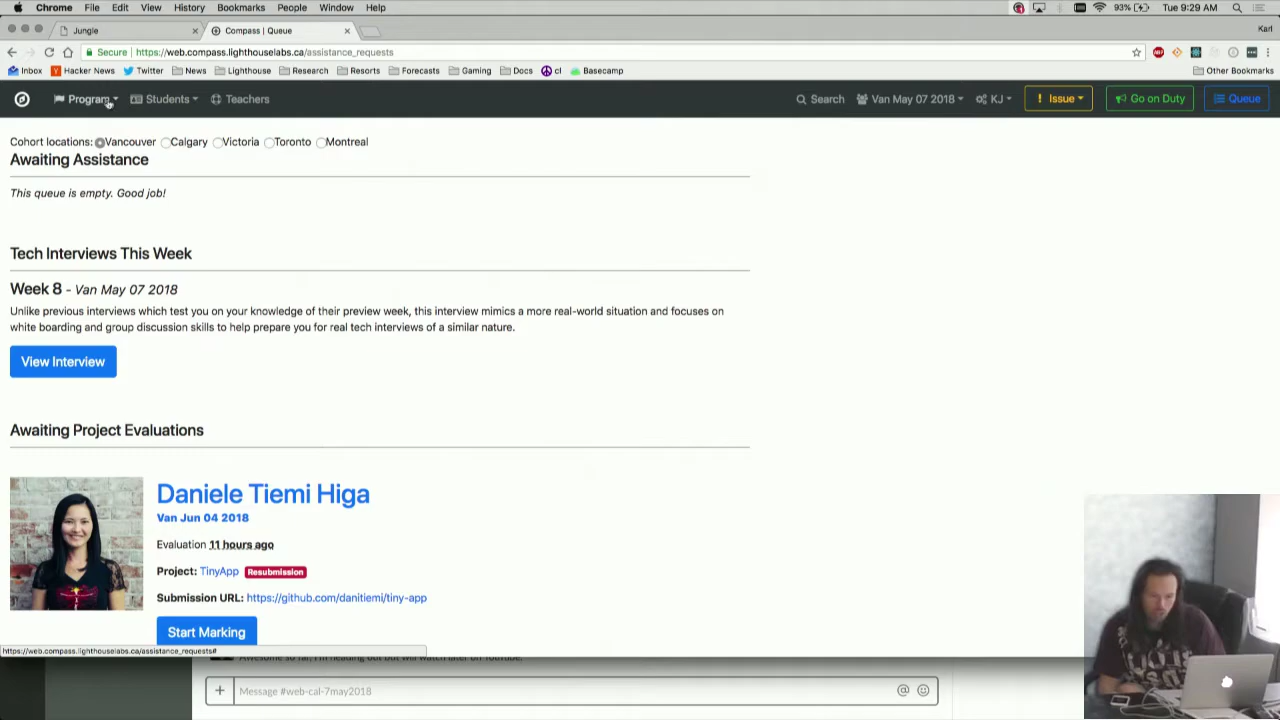 Chrome File Edit View History Bookmarks People Window Help 93% Tue 9:29 AM
Jungle Compass | Queue Karl
Secure https://web.compass.lighthouselabs.ca/assistance_requests
Inbox Hacker News Twitter News Lighthouse Research Resorts Forecasts Gaming Docs cl Basecamp Other Bookmarks
Program Students Teachers Search Van May 07 2018 KJ Issue Go on Duty Queue
Cohort locations: Vancouver Calgary Victoria Toronto Montreal
Awaiting Assistance
This queue is empty. Good job!
Tech Interviews This Week
Week 8 - Van May 07 2018
Unlike previous interviews which test you on your knowledge of their preview week, this interview mimics a more real-world situation and focuses on
white boarding and group discussion skills to help prepare you for real tech interviews of a similar nature.
View Interview
Awaiting Project Evaluations
Daniele Tiemi Higa
Van Jun 04 2018
Evaluation 11 hours ago
Project: TinyApp Resubmission
Submission URL: https://github.com/danitiemi/tiny-app
Start Marking
https://web.compass.lighthouselabs.ca/assistance_requests#
Message #web-cal-7may2018